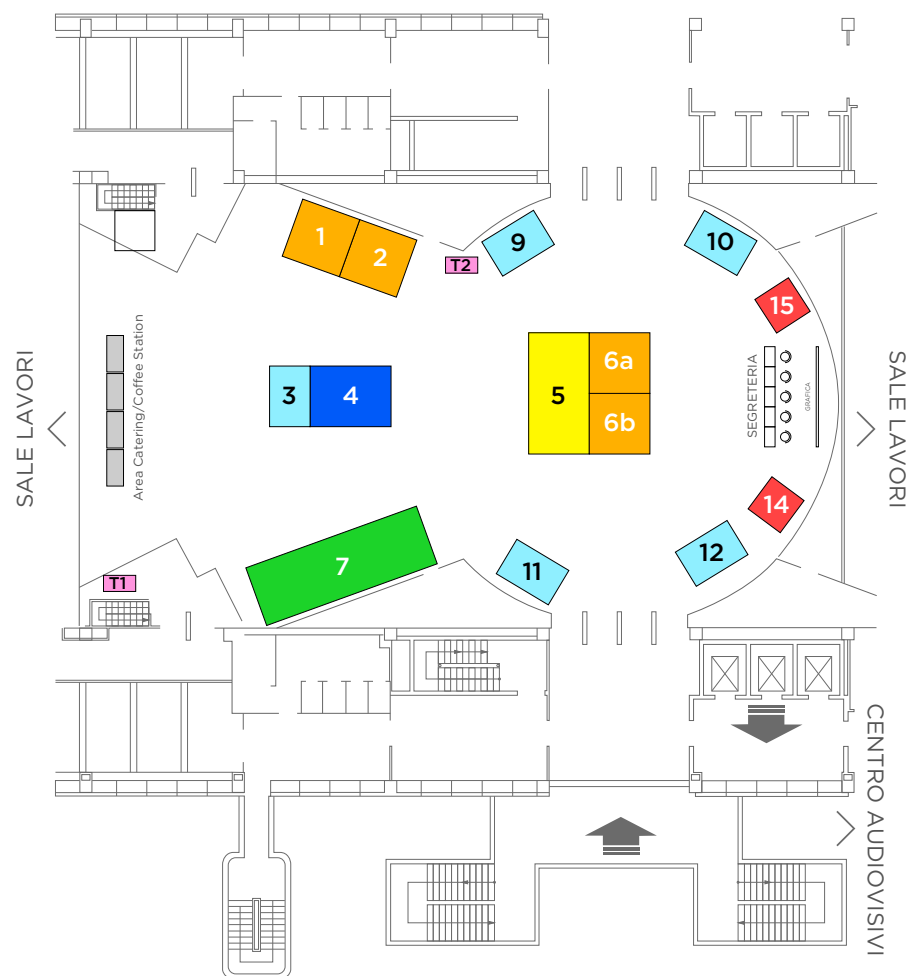 1
2
9
T2
10
15
SALE LAVORI
Area Catering/Coffee Station
3
4
5
6a
6b
SEGRETERIA
GRAFICA
SALE LAVORI
14
7
11
12
T1
CENTRO AUDIOVISIVI